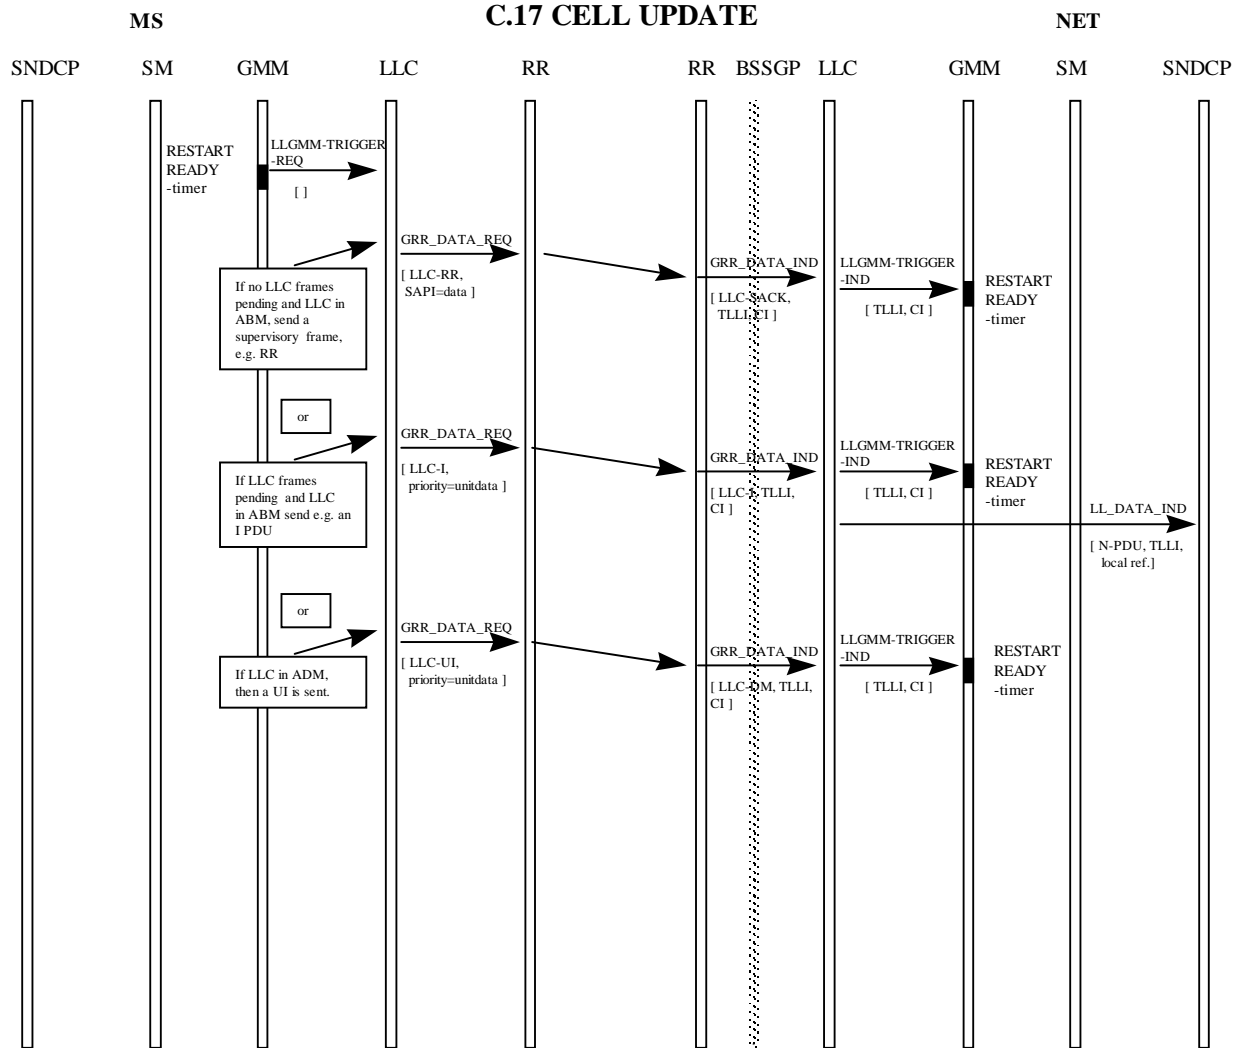 C.17 CELL UPDATE
MS
NET
SNDCP SM GMM LLC RR RR BSSGP LLC GMM SM SNDCP
RESTART
READY
-timer
LLGMM-TRIGGER
-REQ
[ ]
GRR_DATA_REQ
[ LLC-RR,
SAPI=data ]
GRR_DATA_IND
[ LLC-SACK,
TLLI, CI ]
LLGMM-TRIGGER
-IND
[ TLLI, CI ]
RESTART
READY
-timer
If no LLC frames
pending and LLC in
ABM, send a
supervisory frame,
e.g. RR
or
GRR_DATA_REQ
[ LLC-I,
priority=unitdata ]
GRR_DATA_IND
[ LLC-I, TLLI,
CI ]
LLGMM-TRIGGER
-IND
[ TLLI, CI ]
RESTART
READY
-timer
If LLC frames
pending and LLC
in ABM send e.g. an
I PDU
LL_DATA_IND
[ N-PDU, TLLI,
local ref.]
or
GRR_DATA_REQ
[ LLC-UI,
priority=unitdata ]
GRR_DATA_IND
[ LLC-DM, TLLI,
CI ]
LLGMM-TRIGGER
-IND
[ TLLI, CI ]
RESTART
READY
-timer
If LLC in ADM,
then a UI is sent.